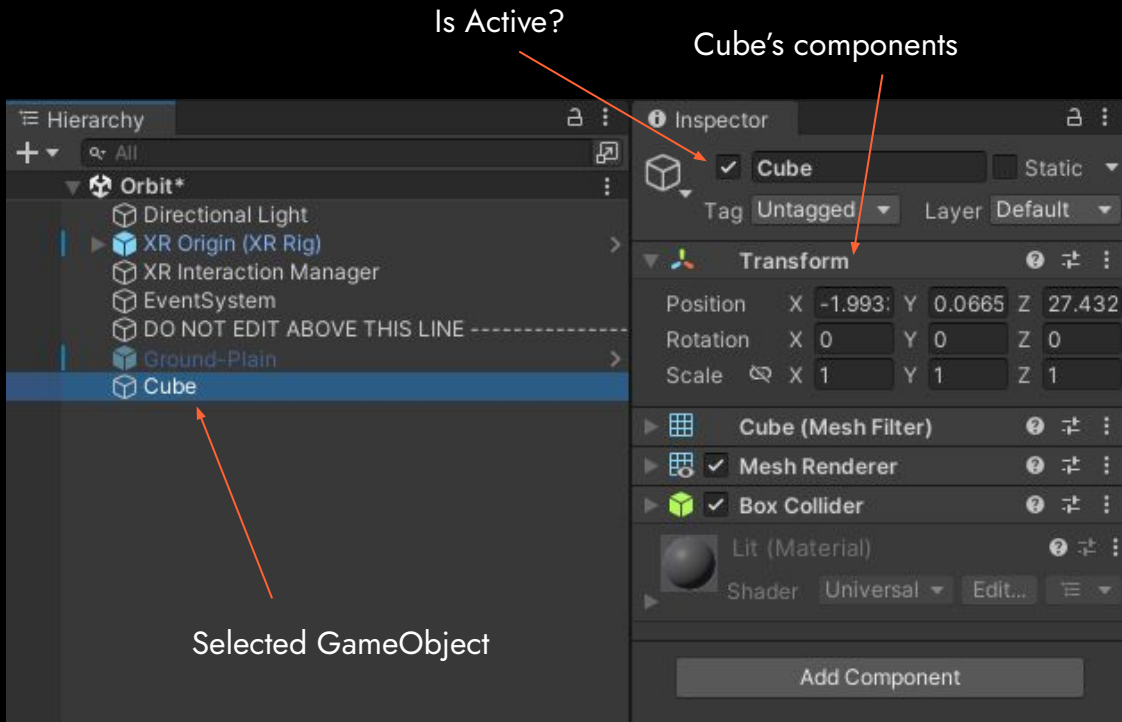 Is Active?
Cube's components
Hierarchy
All
Orbit*
Directional Light
XR Origin (XR Rig)
XR Interaction Manager
EventSystem
DO NOT EDIT ABOVE THIS LINE ---------------
Ground-Plain
Cube
Selected GameObject
Inspector
Cube Static
Tag Untagged Layer Default
Transform
Position X -1.993 Y 0.0665 Z 27.432
Rotation X 0 Y 0 Z 0
Scale X 1 Y 1 Z 1
Cube (Mesh Filter)
Mesh Renderer
Box Collider
Lit (Material)
Shader Universal Edit...
Add Component